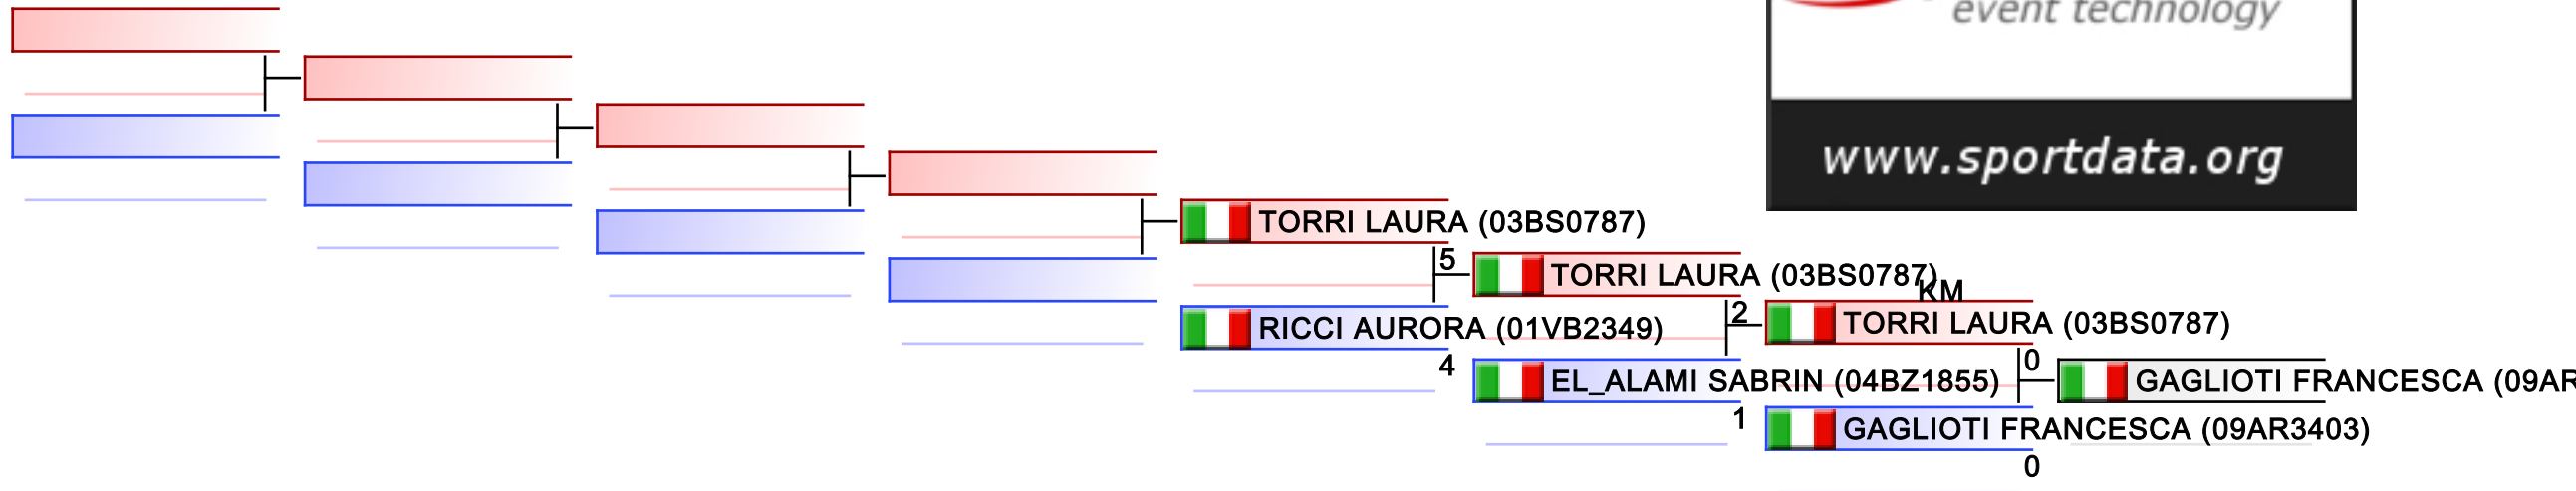 event technology
www.sportdata.org
TORRI LAURA (03BS0787)
5
TORRI LAURA (03BS0787)
KM
2
TORRI LAURA (03BS0787)
RICCI AURORA (01VB2349)
4
0
EL_ALAMI SABRIN (04BZ1855)
GAGLIOTI FRANCESCA (09AR
1
GAGLIOTI FRANCESCA (09AR3403)
0